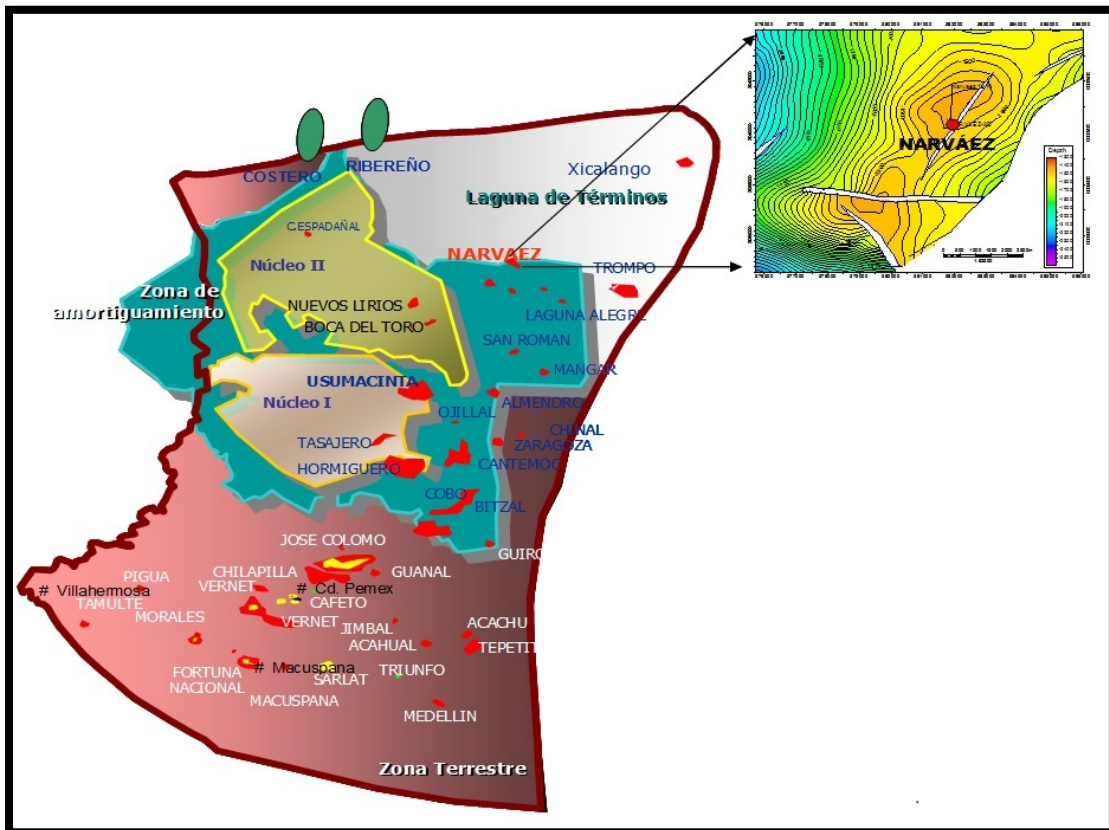 COSTERO
RIBEREÑO
Xicalango
Laguna de Términos
C.ESPADAÑAL
NARVAEZ
Núcleo II
TROMPO
Zona de
amortiguamiento
NUEVOS LIRIOS
BOCA DEL TORO
LAGUNA ALEGRE
SAN ROMAN
MANGAR
USUMACINTA
Núcleo I
OJILLAL
ALMENDRO
CHINAL
TASAJERO
ZARAGOZA
HORMIGUERO
CANTEMOC
COBO
BITZAL
JOSE COLOMO
GUIRO
CHILAPILLA
GUANAL
PIGUA
VERNET
# Cd. Pemex
# Villahermosa
TAMULTE
CAFETO
MORALES
VERNET
JIMBAL
ACACHU
ACAHUAL
TEPETIT
FORTUNA
NACIONAL
# Macuspana
SARLAT
TRIUNFO
MACUSPANA
MEDELLIN
Zona Terrestre
NARVÁEZ
Depth